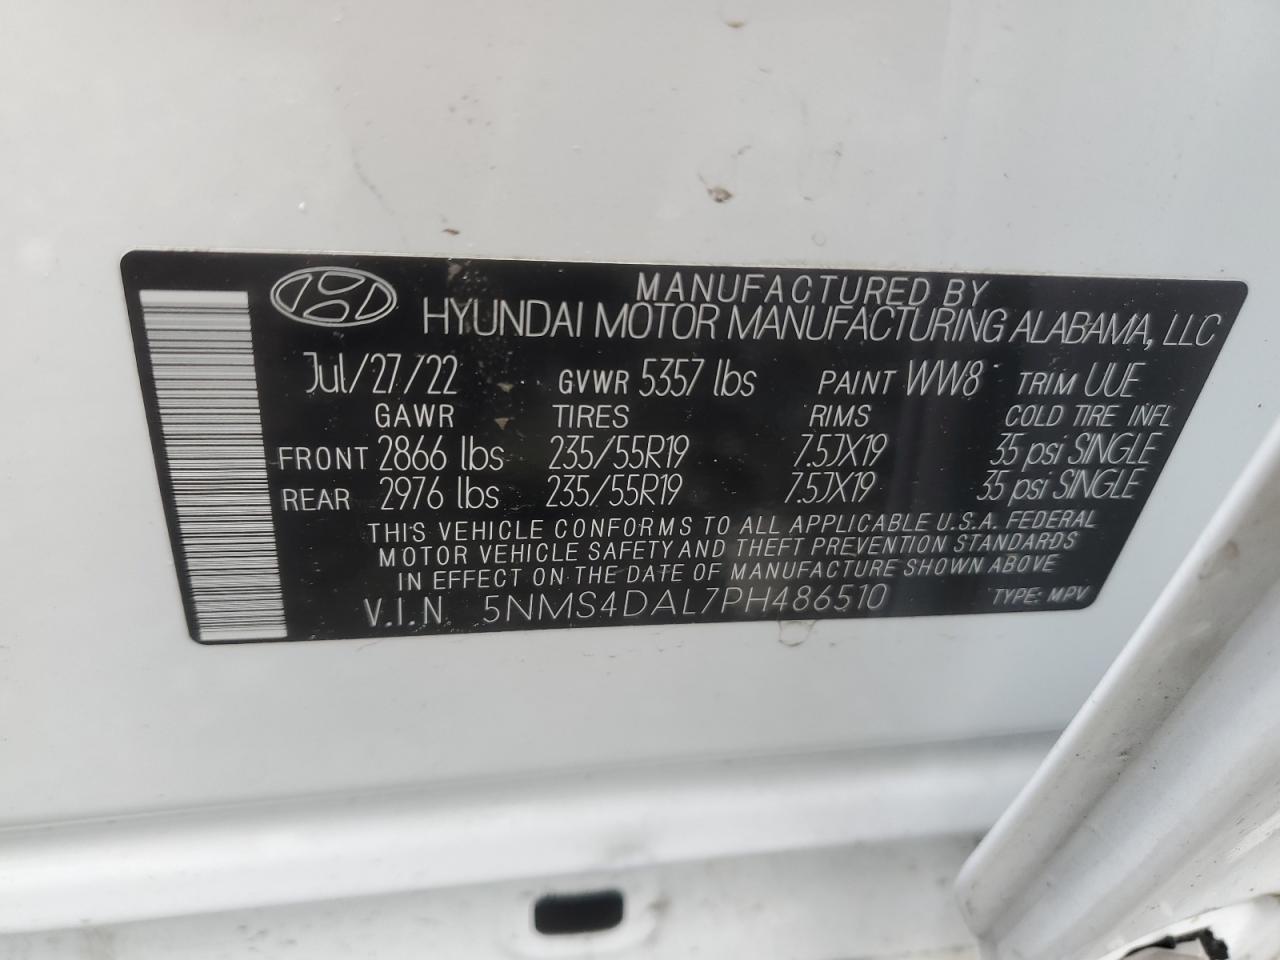 MANUFACTURED BY
HYUNDAI MOTOR MANUFACTURING ALABAMA, LLC
Jul/27/22 GVWR 5357 lbs PAINT WW8 TRIM UUE
GAWR TIRES RIMS COLD TIRE INFL
FRONT 2866 lbs 235/55R19 7.5JX19 35 psi SINGLE
REAR 2976 lbs 235/55R19 7.5JX19 35 psi SINGLE
THIS VEHICLE CONFORMS TO ALL APPLICABLE U.S.A. FEDERAL
MOTOR VEHICLE SAFETY AND THEFT PREVENTION STANDARDS
IN EFFECT ON THE DATE OF MANUFACTURE SHOWN ABOVE
V.I.N. 5NMS4DAL7PH486510 TYPE: MPV